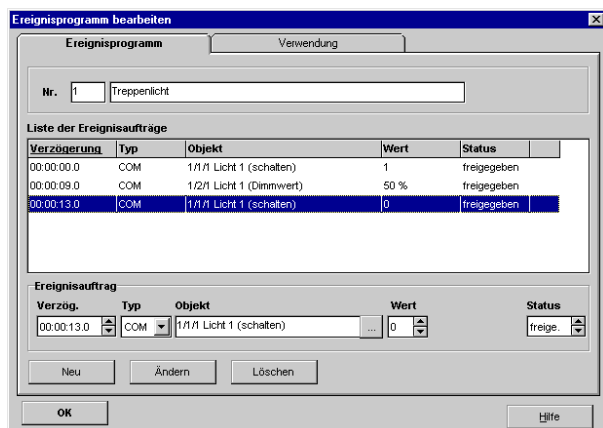 Ereignisprogramm bearbeiten
Ereignisprogramm Verwendung
Nr. 1 Treppenlicht
Liste der Ereignisaufträge
Verzögerung Typ Objekt Wert Status
00:00:00.0 COM 1/1/1 Licht 1 (schalten) 1 freigegeben
00:00:09.0 COM 1/2/1 Licht 1 (Dimmwert) 50 % freigegeben
00:00:13.0 COM 1/1/1 Licht 1 (schalten) 0 freigegeben
Ereignisauftrag
Verzög. Typ Objekt Wert Status
00:00:13.0 COM 1/1/1 Licht 1 (schalten) ... 0 freige.
Neu Ändern Löschen
OK Hilfe